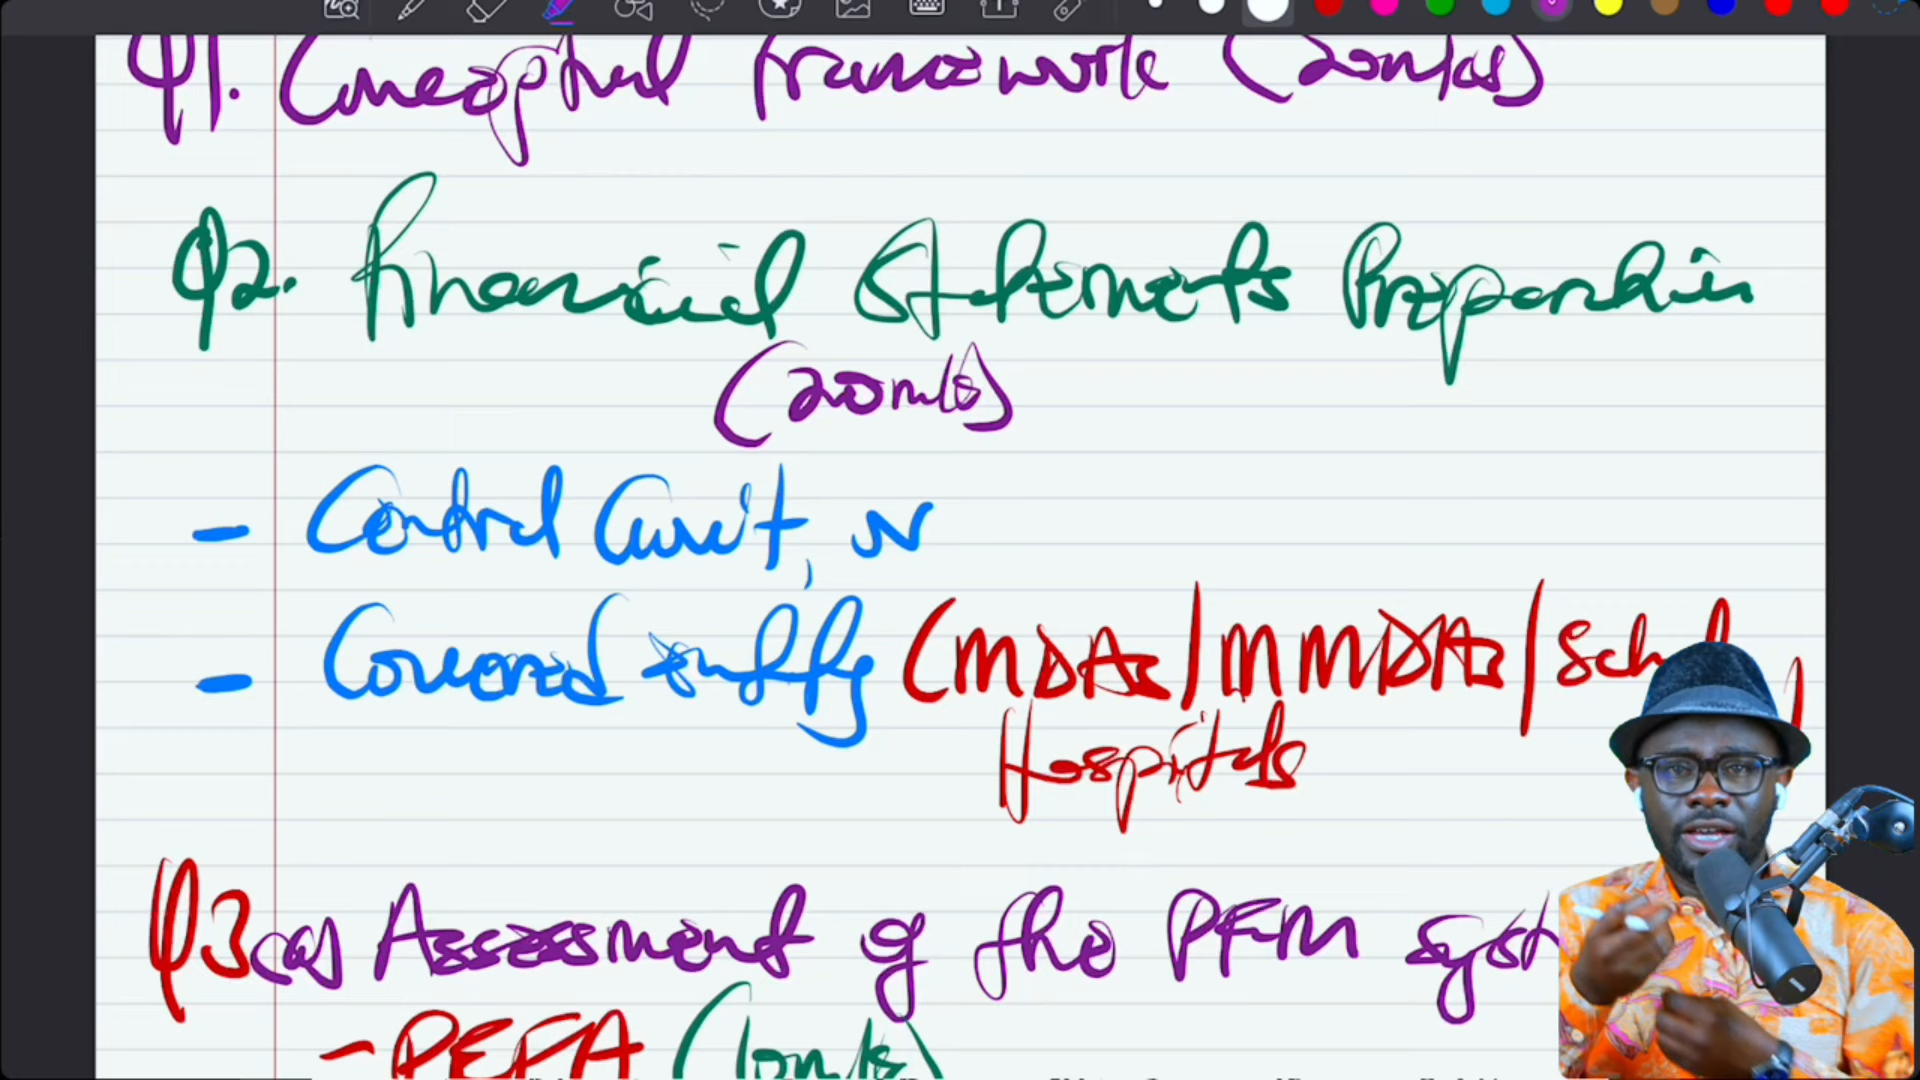 Q1. Conceptual framework (20mks)
Q2. Financial Statements Preparation
(20mks)
- Central Government, or
- Covered entity (MDAs/MMDAs/Sch
Hospitals
Q3(a) Assessment of the PFM syst
- PEFA (10mks)